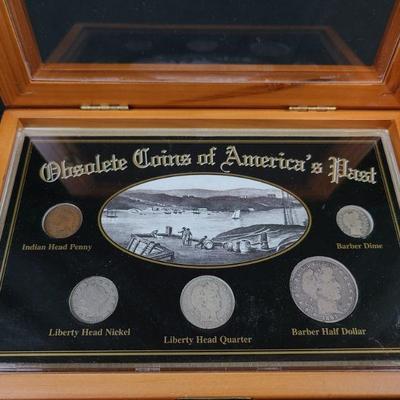 Obsolete Coins of America's Past
Indian Head Penny
Barber Dime
Liberty Head Nickel
Liberty Head Quarter
Barber Half Dollar